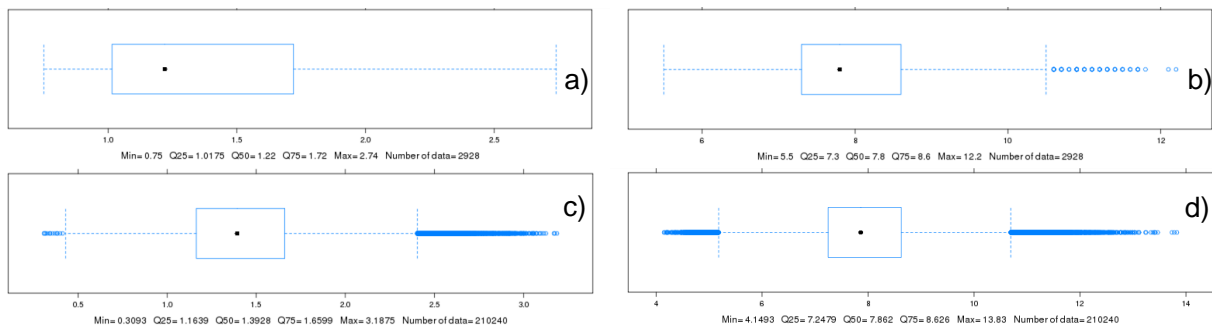 a)
1.0 1.5 2.0 2.5
Min= 0.75 Q25= 1.0175 Q50= 1.22 Q75= 1.72 Max= 2.74 Number of data= 2928
b)
6 8 10 12
Min= 5.5 Q25= 7.3 Q50= 7.8 Q75= 8.6 Max= 12.2 Number of data= 2928
c)
0.5 1.0 1.5 2.0 2.5 3.0
Min= 0.3093 Q25= 1.1639 Q50= 1.3928 Q75= 1.6599 Max= 3.1875 Number of data= 210240
d)
4 6 8 10 12 14
Min= 4.1493 Q25= 7.2479 Q50= 7.862 Q75= 8.626 Max= 13.83 Number of data= 210240